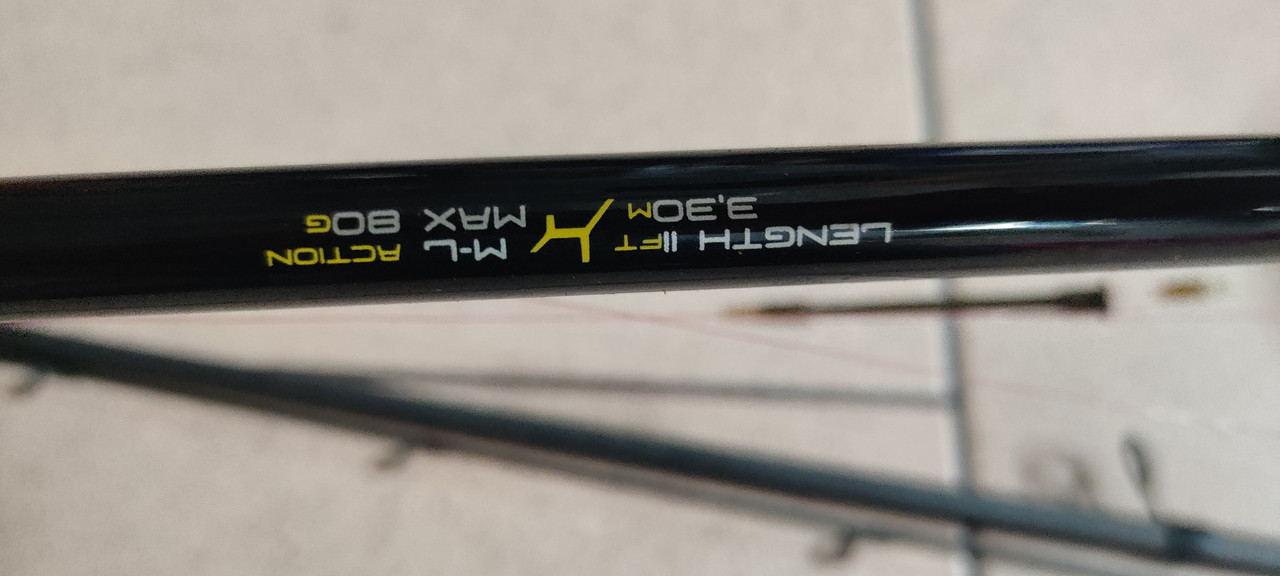 LENGTH 11FT
3,30M
M-L ACTION
MAX 80G